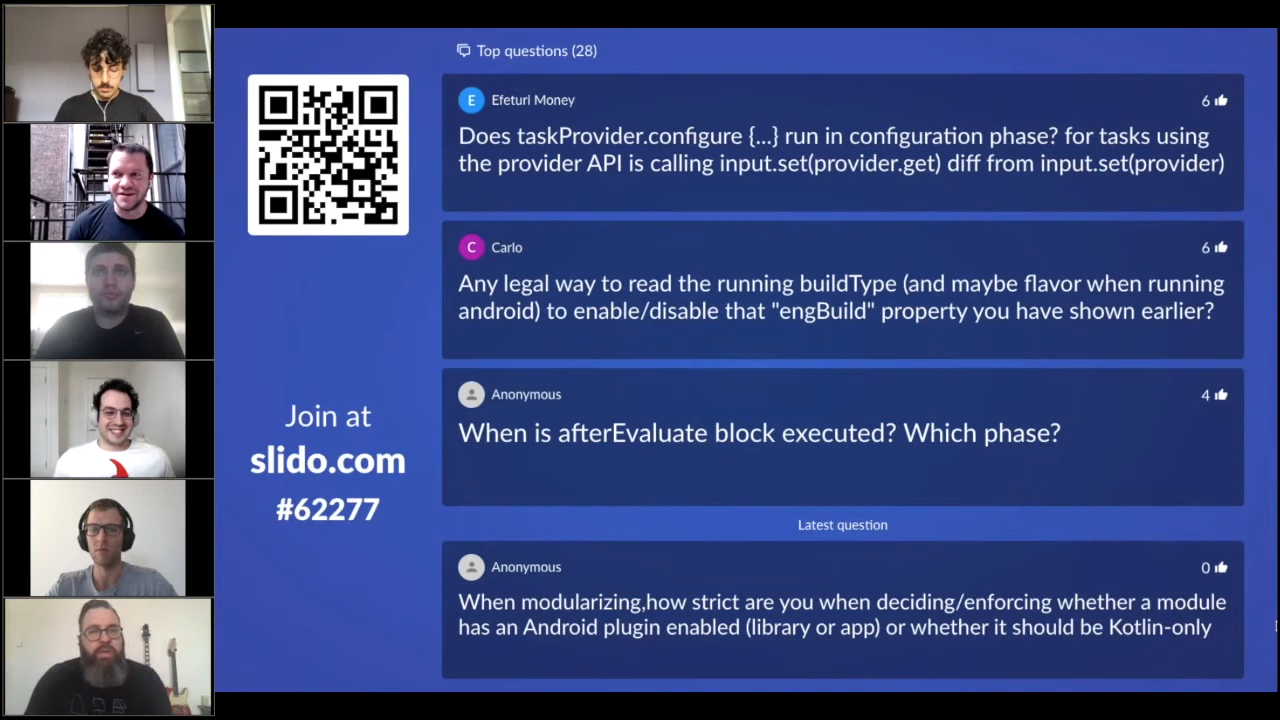 Top questions (28)
E Efeturi Money 6
Does taskProvider.configure {...} run in configuration phase? for tasks using
the provider API is calling input.set(provider.get) diff from input.set(provider)
C Carlo 6
Any legal way to read the running buildType (and maybe flavor when running
android) to enable/disable that "engBuild" property you have shown earlier?
Anonymous 4
When is afterEvaluate block executed? Which phase?
Join at
slido.com
#62277
Latest question
Anonymous 0
When modularizing,how strict are you when deciding/enforcing whether a module
has an Android plugin enabled (library or app) or whether it should be Kotlin-only